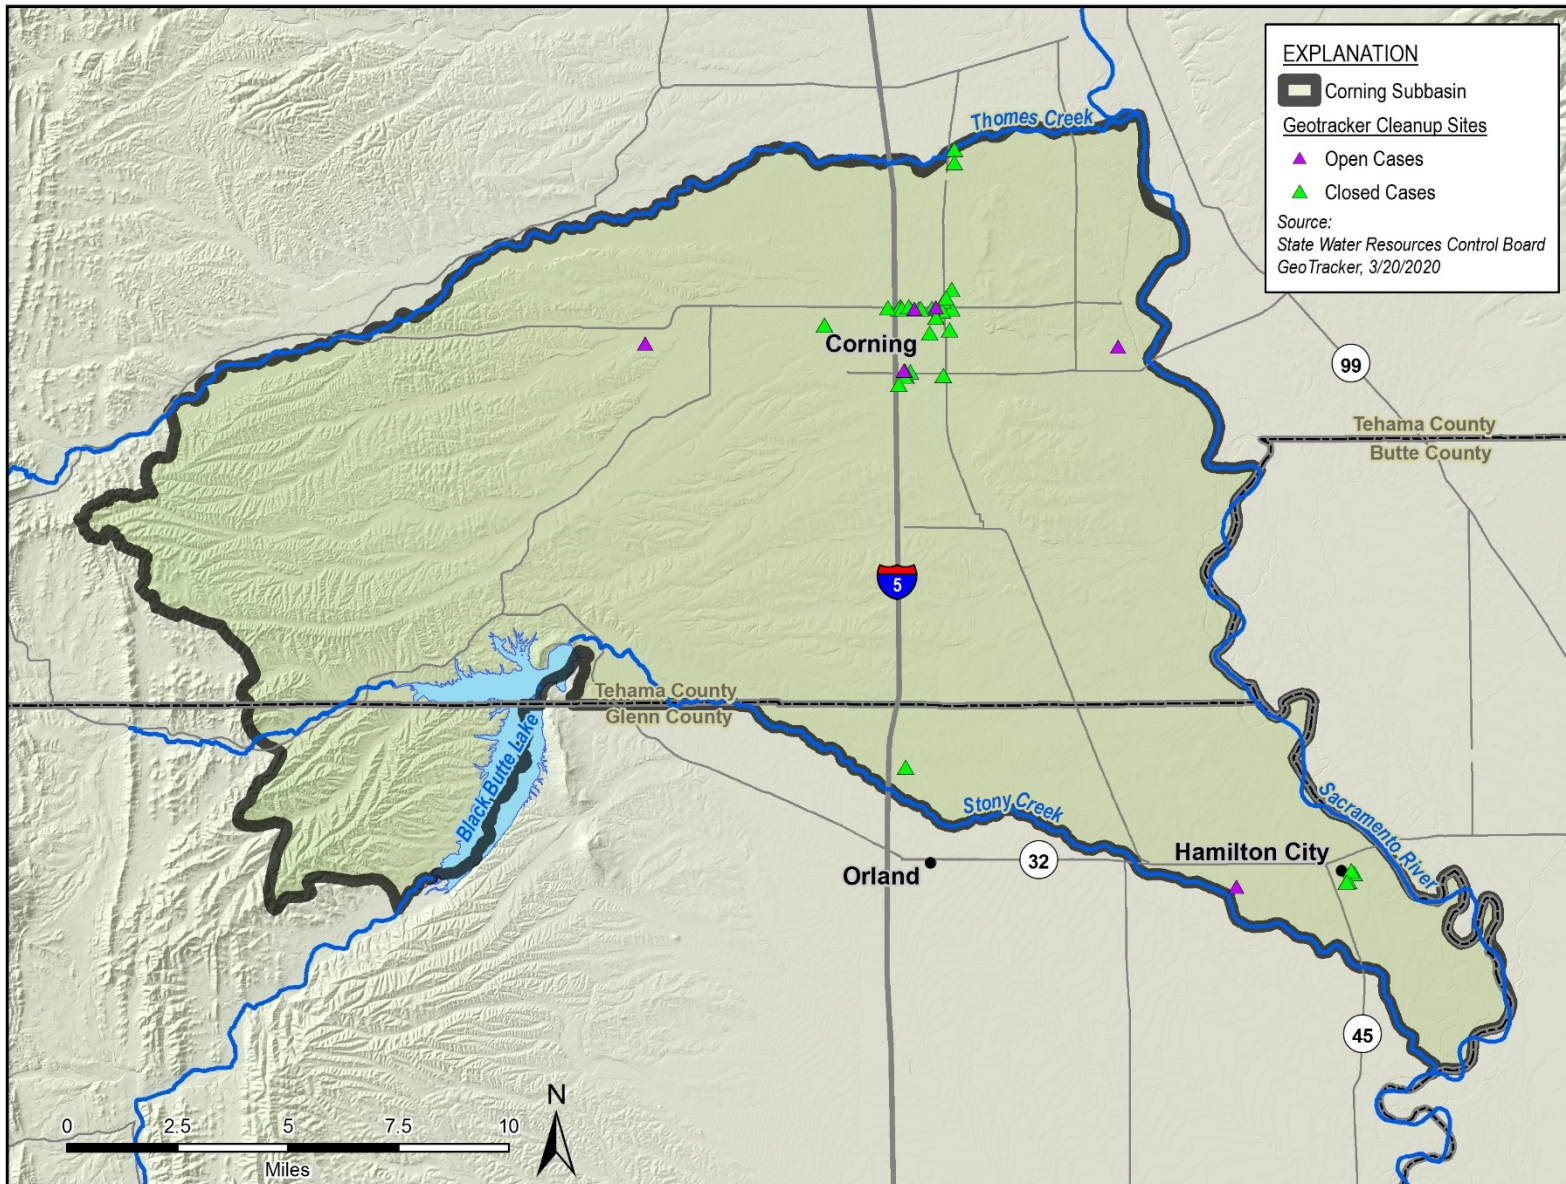 EXPLANATION
Corning Subbasin
Geotracker Cleanup Sites
Open Cases
Closed Cases
Source:
State Water Resources Control Board
GeoTracker, 3/20/2020
Thomes Creek
Corning
99
Tehama County
Butte County
5
Tehama County
Glenn County
Black Butte Lake
Stony Creek
Sacramento River
Hamilton City
Orland
32
45
N
0 2.5 5 7.5 10
Miles